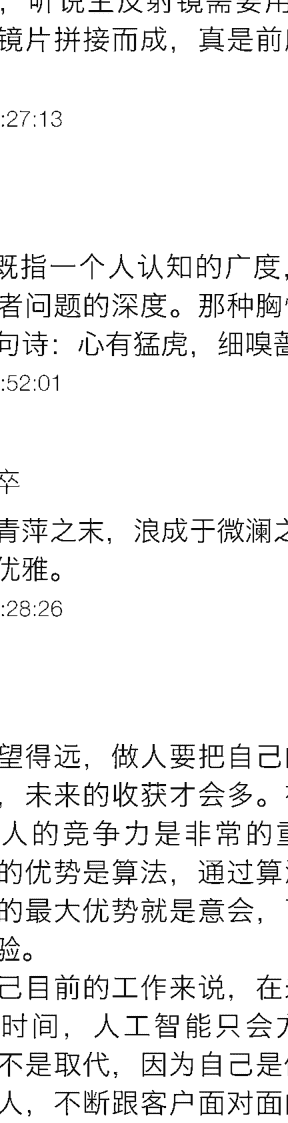 ，听说主反射镜需要用
镜片拼接而成，真是前
:27:13
既指一个人认知的广度，
者问题的深度。那种胸
句诗：心有猛虎，细嗅蔷
:52:01
卒
青萍之末，浪成于微澜之
优雅。
:28:26
望得远，做人要把自己
，未来的收获才会多。
人的竞争力是非常的重
的优势是算法，通过算
的最大优势就是意会，
验。
己目前的工作来说，在
时间，人工智能只会
不是取代，因为自己是
人，不断跟客户面对面